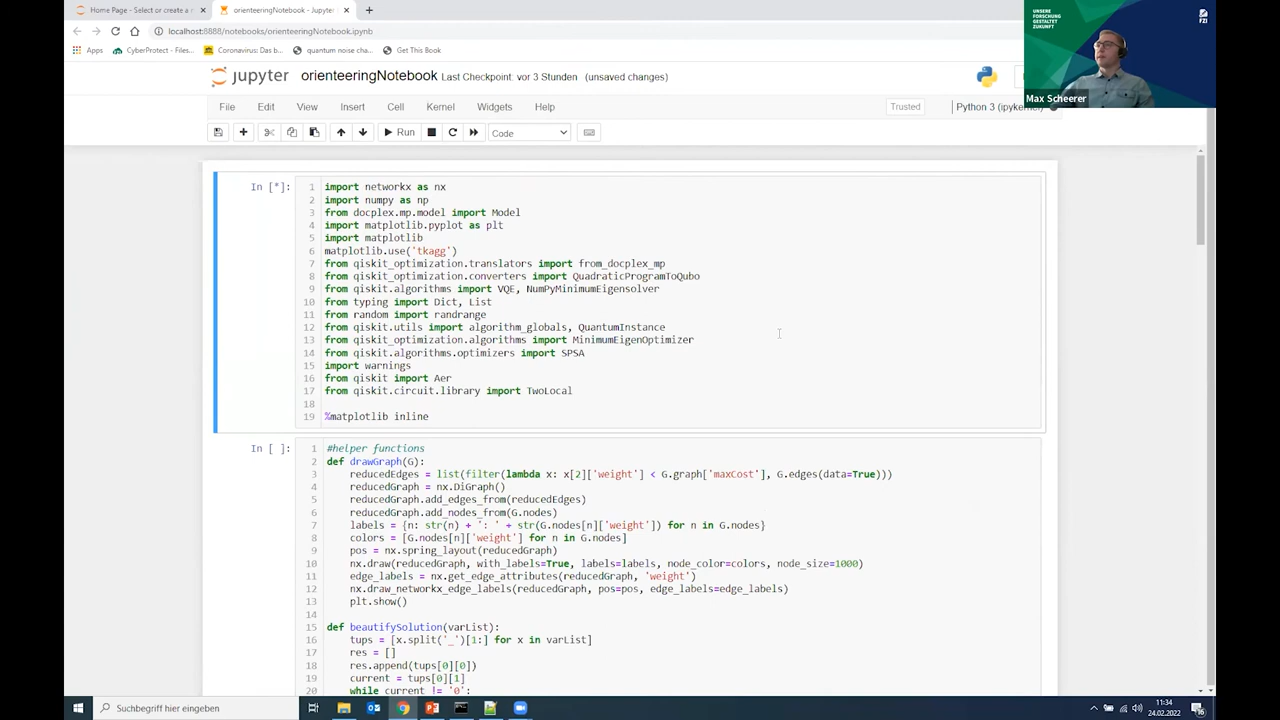 Home Page - Select or create a n
orienteeringNotebook - Jupyter
localhost:8888/notebooks/orienteeringNotebook.ipynb
Apps CyberProtect - Files... Coronavirus: Das b... quantum noise cha... Get This Book
UNSERE
FORSCHUNG
GESTALTET
ZUKUNFT
FZI
Max Scheerer
jupyter orienteeringNotebook Last Checkpoint: vor 3 Stunden (unsaved changes)
File Edit View Insert Cell Kernel Widgets Help Trusted Python 3 (ipykernel)
Run Code
In [*]:
1 import networkx as nx
2 import numpy as np
3 from docplex.mp.model import Model
4 import matplotlib.pyplot as plt
5 import matplotlib
6 matplotlib.use('tkagg')
7 from qiskit_optimization.translators import from_docplex_mp
8 from qiskit_optimization.converters import QuadraticProgramToQubo
9 from qiskit.algorithms import VQE, NumPyMinimumEigensolver
10 from typing import Dict, List
11 from random import randrange
12 from qiskit.utils import algorithm_globals, QuantumInstance
13 from qiskit_optimization.algorithms import MinimumEigenOptimizer
14 from qiskit.algorithms.optimizers import SPSA
15 import warnings
16 from qiskit import Aer
17 from qiskit.circuit.library import TwoLocal
18
19 %matplotlib inline
In [ ]:
1 #helper functions
2 def drawGraph(G):
3 reducedEdges = list(filter(lambda x: x[2]['weight'] < G.graph['maxCost'], G.edges(data=True)))
4 reducedGraph = nx.DiGraph()
5 reducedGraph.add_edges_from(reducedEdges)
6 reducedGraph.add_nodes_from(G.nodes)
7 labels = {n: str(n) + ': ' + str(G.nodes[n]['weight']) for n in G.nodes}
8 colors = [G.nodes[n]['weight'] for n in G.nodes]
9 pos = nx.spring_layout(reducedGraph)
10 nx.draw(reducedGraph, with_labels=True, labels=labels, node_color=colors, node_size=1000)
11 edge_labels = nx.get_edge_attributes(reducedGraph, 'weight')
12 nx.draw_networkx_edge_labels(reducedGraph, pos=pos, edge_labels=edge_labels)
13 plt.show()
14
15 def beautifySolution(varList):
16 tups = [x.split('_')[1:] for x in varList]
17 res = []
18 res.append(tups[0][0])
19 current = tups[0][1]
20 while current != '0':
Suchbegriff hier eingeben
11:34
24.02.2022